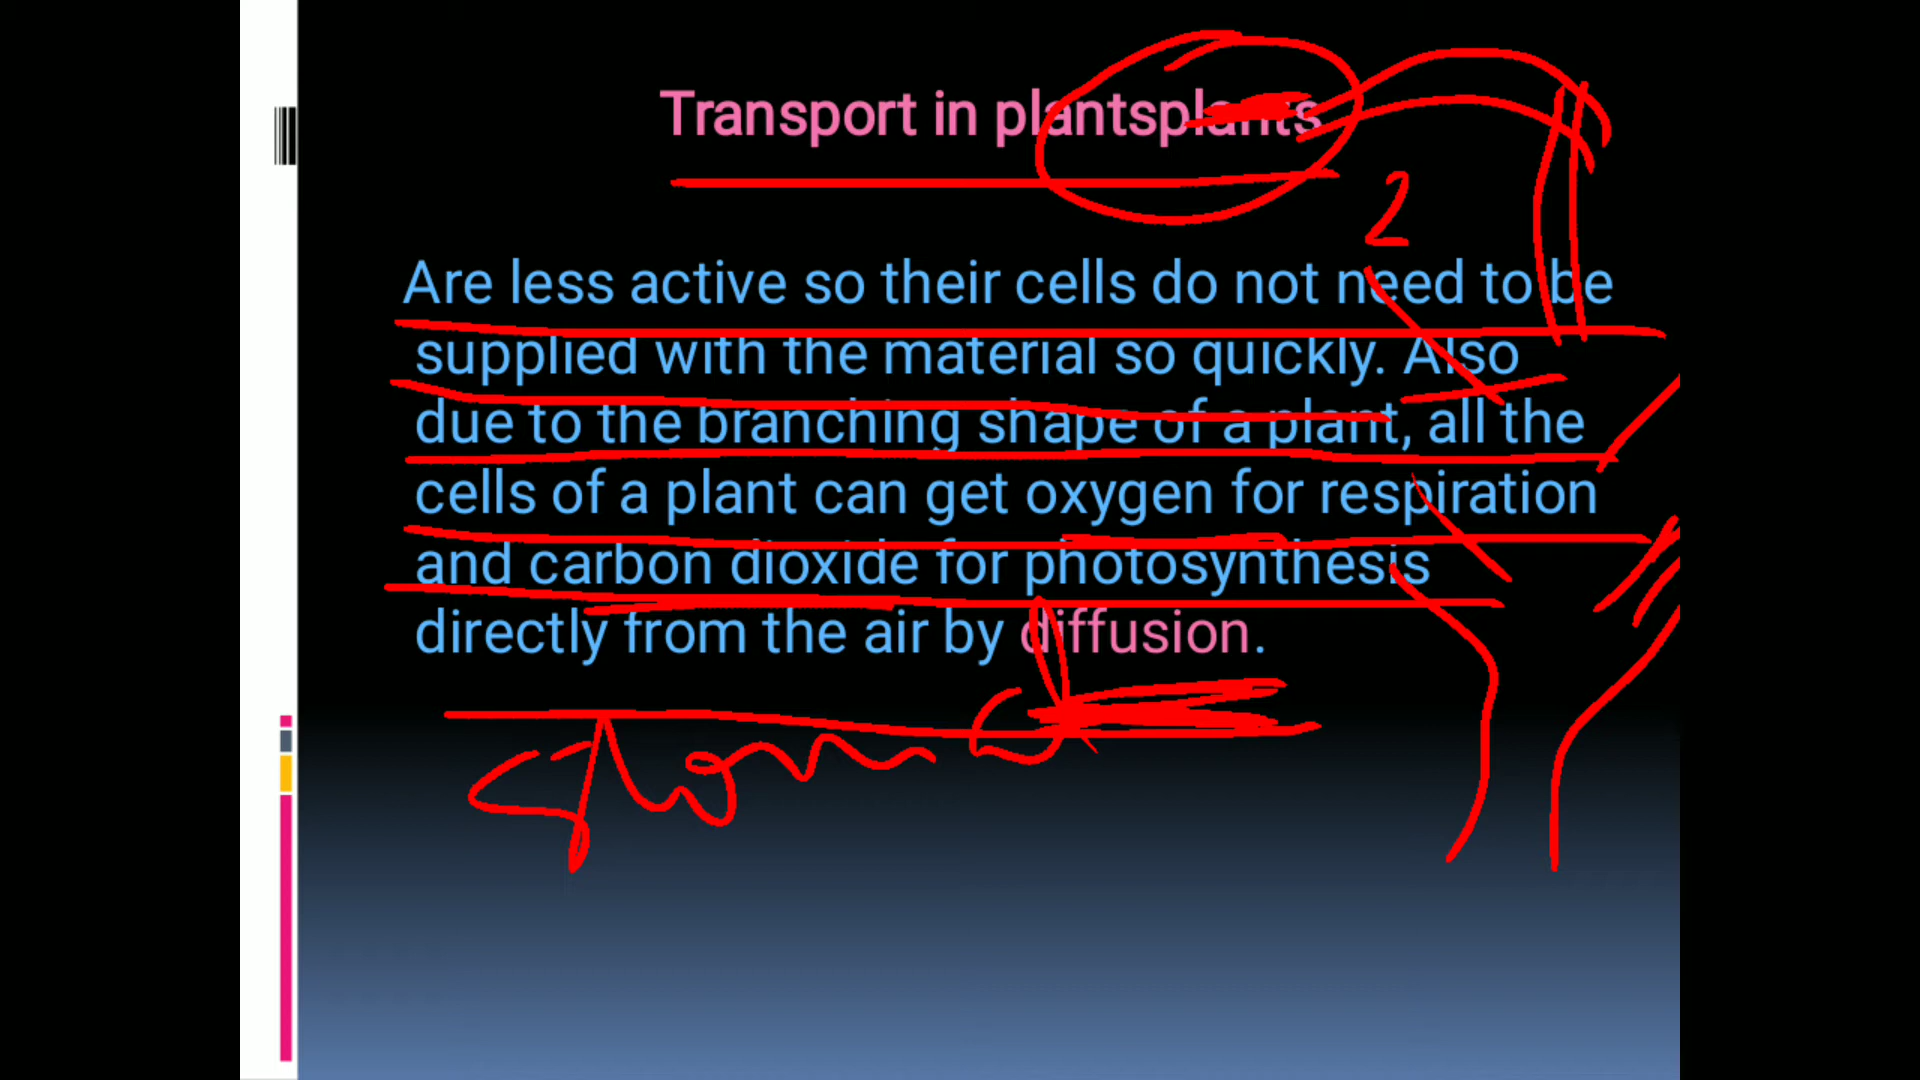 Transport in plantsplants
2
Are less active so their cells do not need to be
supplied with the material so quickly. Also
due to the branching shape of a plant, all the
cells of a plant can get oxygen for respiration
and carbon dioxide for photosynthesis
directly from the air by diffusion.